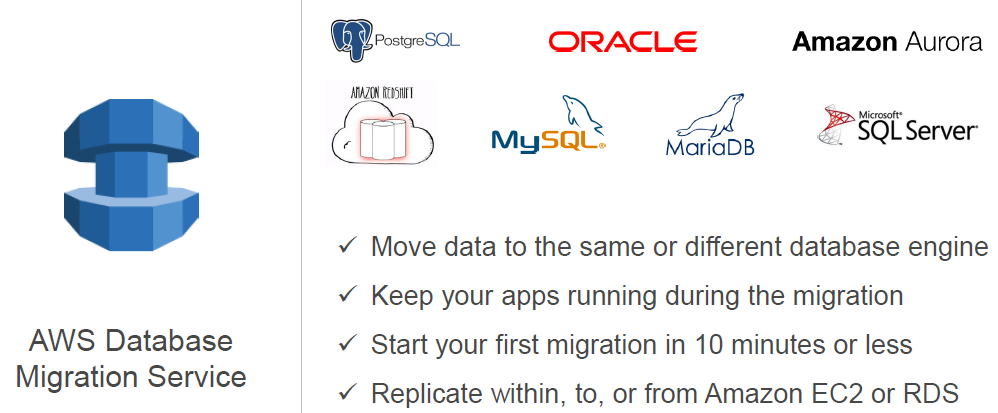 PostgreSQL
ORACLE
Amazon Aurora
AMAZON REDSHIFT
MySQL®
MariaDB
Microsoft®
SQL Server®
AWS Database
Migration Service
✓ Move data to the same or different database engine
✓ Keep your apps running during the migration
✓ Start your first migration in 10 minutes or less
✓ Replicate within, to, or from Amazon EC2 or RDS